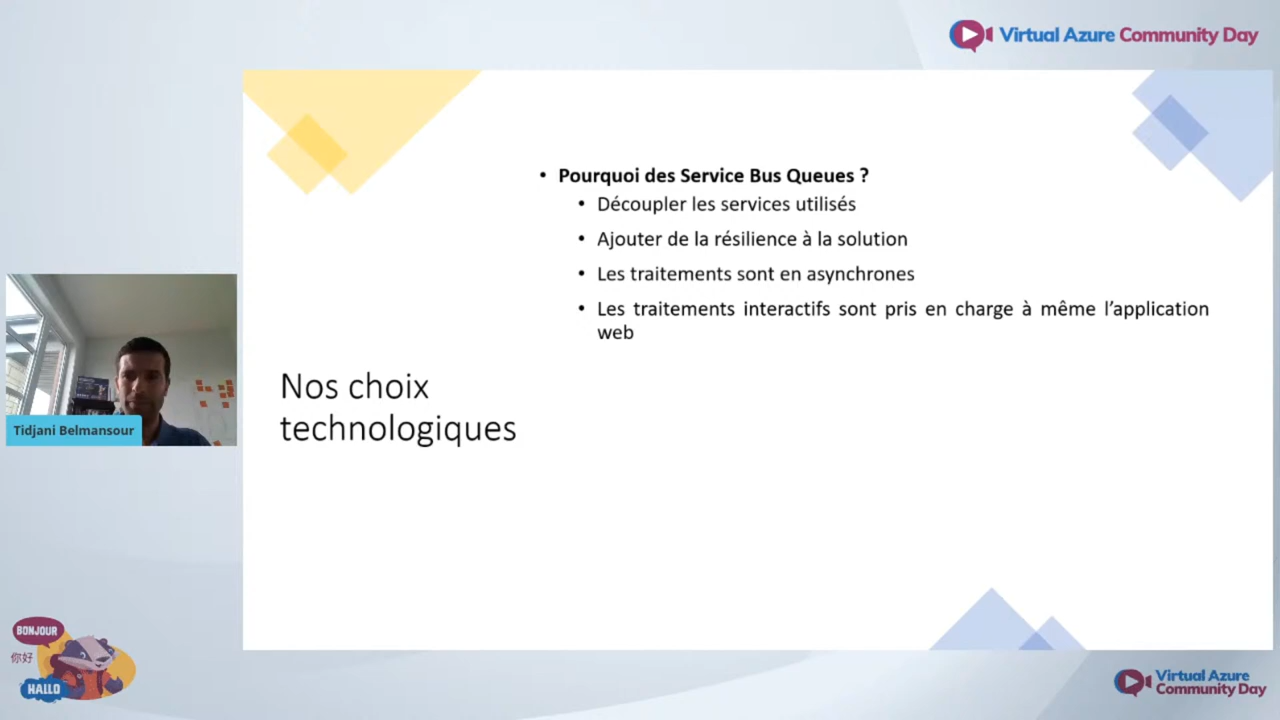 Virtual Azure Community Day
• Pourquoi des Service Bus Queues ?
• Découpler les services utilisés
• Ajouter de la résilience à la solution
• Les traitements sont en asynchrones
• Les traitements interactifs sont pris en charge à même l’application
web
Nos choix
technologiques
Tidjani Belmansour
BONJOUR
你好
HALLO
Virtual Azure
Community Day